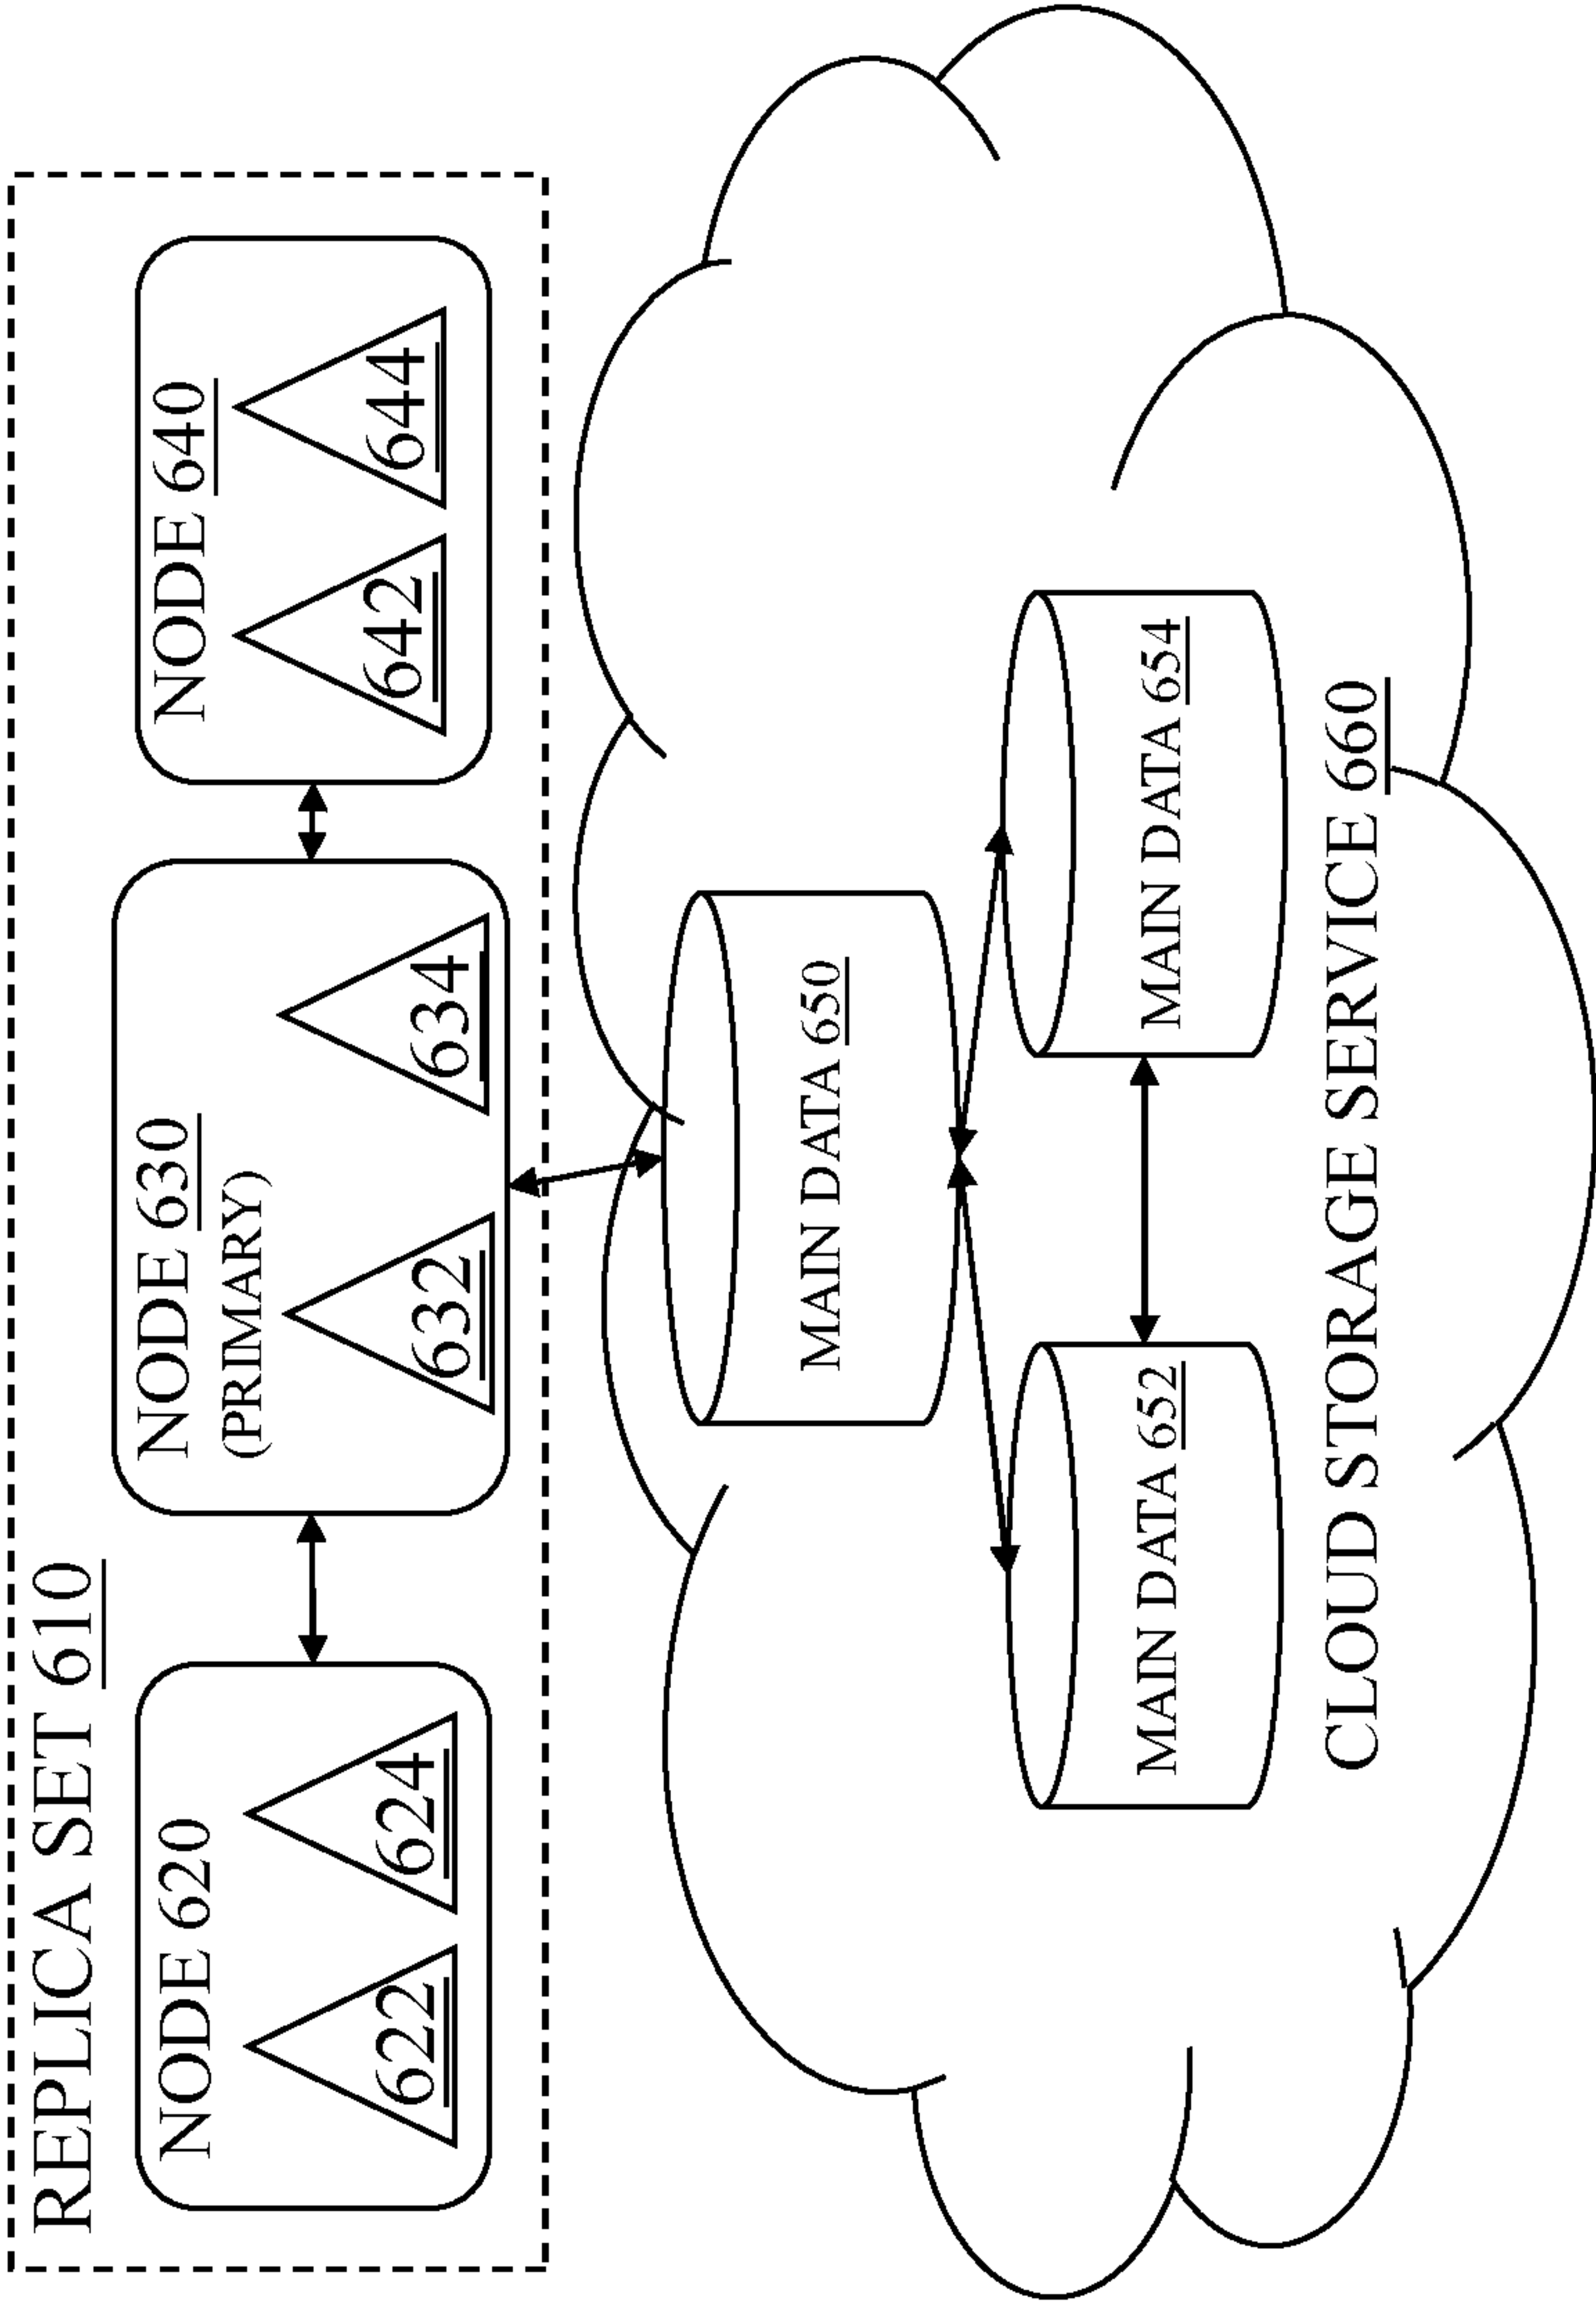 REPLICA SET 610
NODE 620
622
624
NODE 630
(PRIMARY)
632
634
NODE 640
642
644
MAIN DATA 650
MAIN DATA 652
MAIN DATA 654
CLOUD STORAGE SERVICE 660